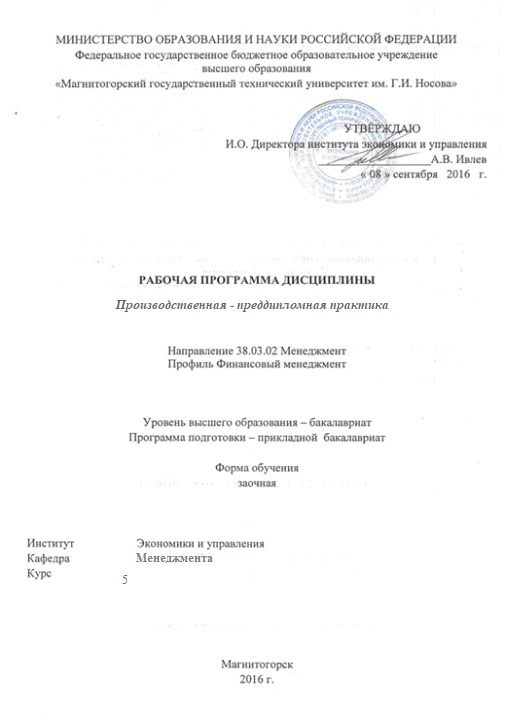 МИНИСТЕРСТВО ОБРАЗОВАНИЯ И НАУКИ РОССИЙСКОЙ ФЕДЕРАЦИИ
Федеральное государственное бюджетное образовательное учреждение
высшего образования
«Магнитогорский государственный технический университет им. Г.И. Носова»
УТВЕРЖДАЮ
И.О. Директора института экономики и управления
А.В. Ивлев
« 08 » сентября 2016 г.
РАБОЧАЯ ПРОГРАММА ДИСЦИПЛИНЫ
Производственная - преддипломная практика
Направление 38.03.02 Менеджмент
Профиль Финансовый менеджмент
Уровень высшего образования – бакалавриат
Программа подготовки – прикладной бакалавриат
Форма обучения
заочная
Институт Экономики и управления
Кафедра Менеджмента
Курс 5
Магнитогорск
2016 г.